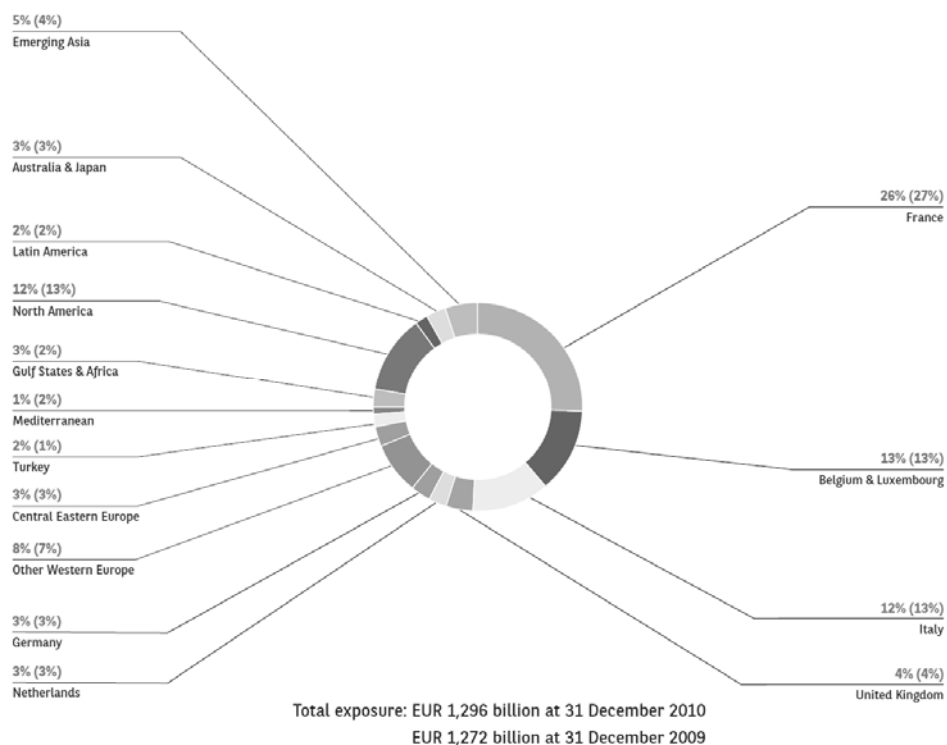 5% (4%)
Emerging Asia
3% (3%)
Australia & Japan
2% (2%)
Latin America
12% (13%)
North America
3% (2%)
Gulf States & Africa
1% (2%)
Mediterranean
2% (1%)
Turkey
3% (3%)
Central Eastern Europe
8% (7%)
Other Western Europe
3% (3%)
Germany
3% (3%)
Netherlands
26% (27%)
France
13% (13%)
Belgium & Luxembourg
12% (13%)
Italy
4% (4%)
United Kingdom
Total exposure: EUR 1,296 billion at 31 December 2010
EUR 1,272 billion at 31 December 2009